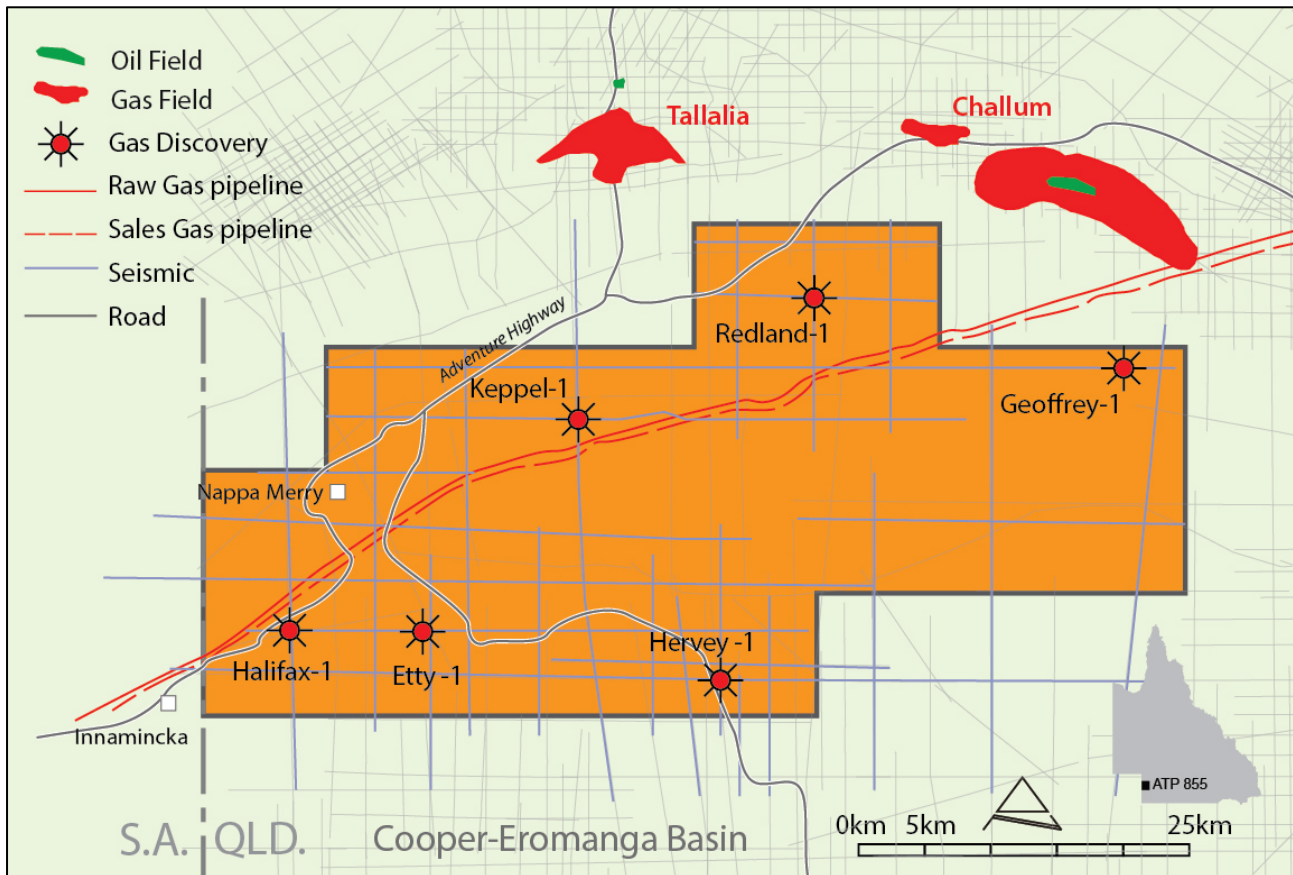 Oil Field
Gas Field
Gas Discovery
Raw Gas pipeline
Sales Gas pipeline
Seismic
Road
Tallalia
Challum
Adventure Highway
Redland-1
Keppel-1
Geoffrey-1
Nappa Merry
Halifax-1
Etty -1
Hervey -1
Innamincka
ATP 855
S.A.
QLD.
Cooper-Eromanga Basin
0km 5km 25km